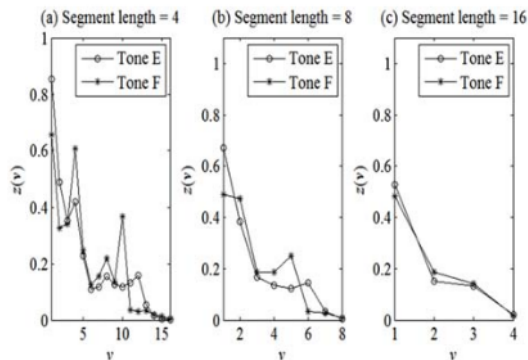 (a) Segment length = 4
(b) Segment length = 8
(c) Segment length = 16
1
0.8
0.6
0.4
0.2
0
z(v)
Tone E
Tone F
5 10 15
v
1
0.8
0.6
0.4
0.2
0
z(v)
Tone E
Tone F
2 4 6 8
v
1
0.8
0.6
0.4
0.2
0
z(v)
Tone E
Tone F
1 2 3 4
v